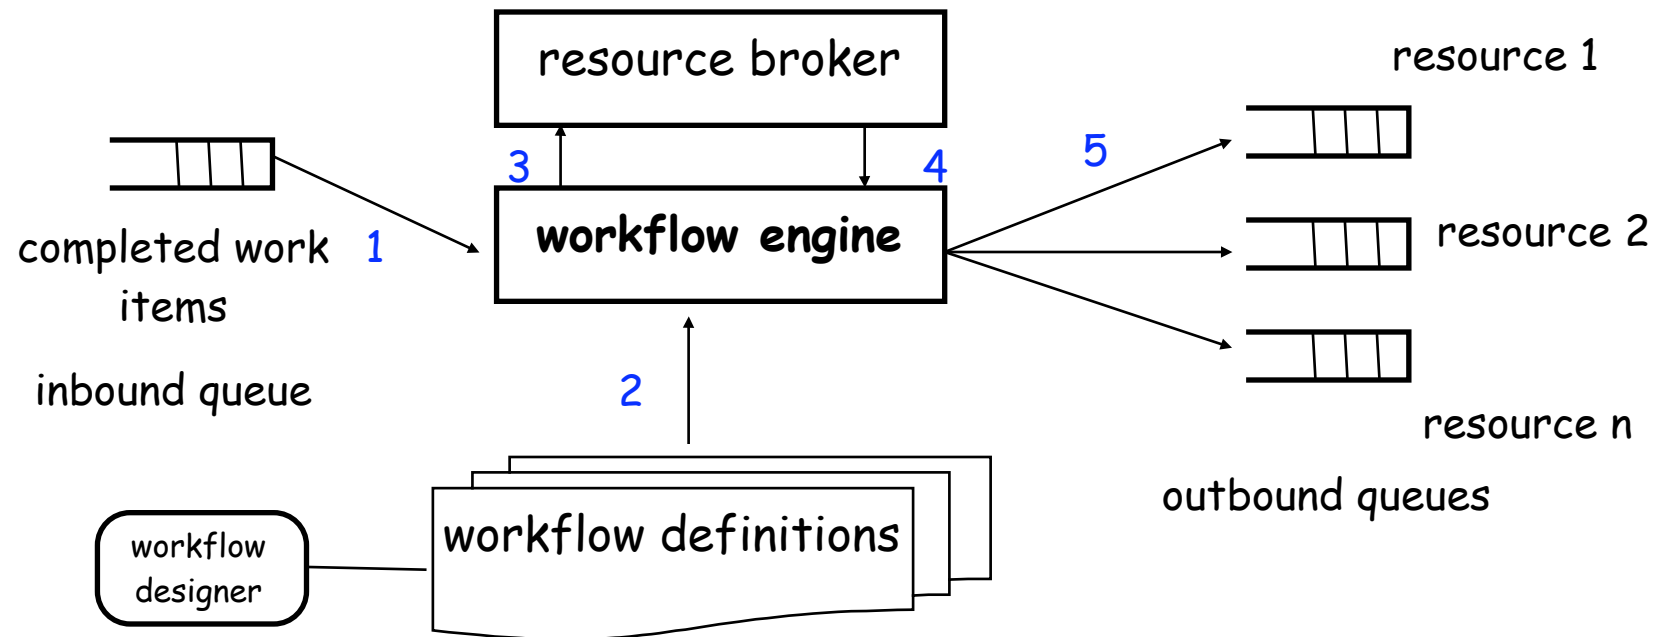 resource broker
resource 1
3
4
5
completed work
items
1
workflow engine
resource 2
inbound queue
2
resource n
outbound queues
workflow
designer
workflow definitions